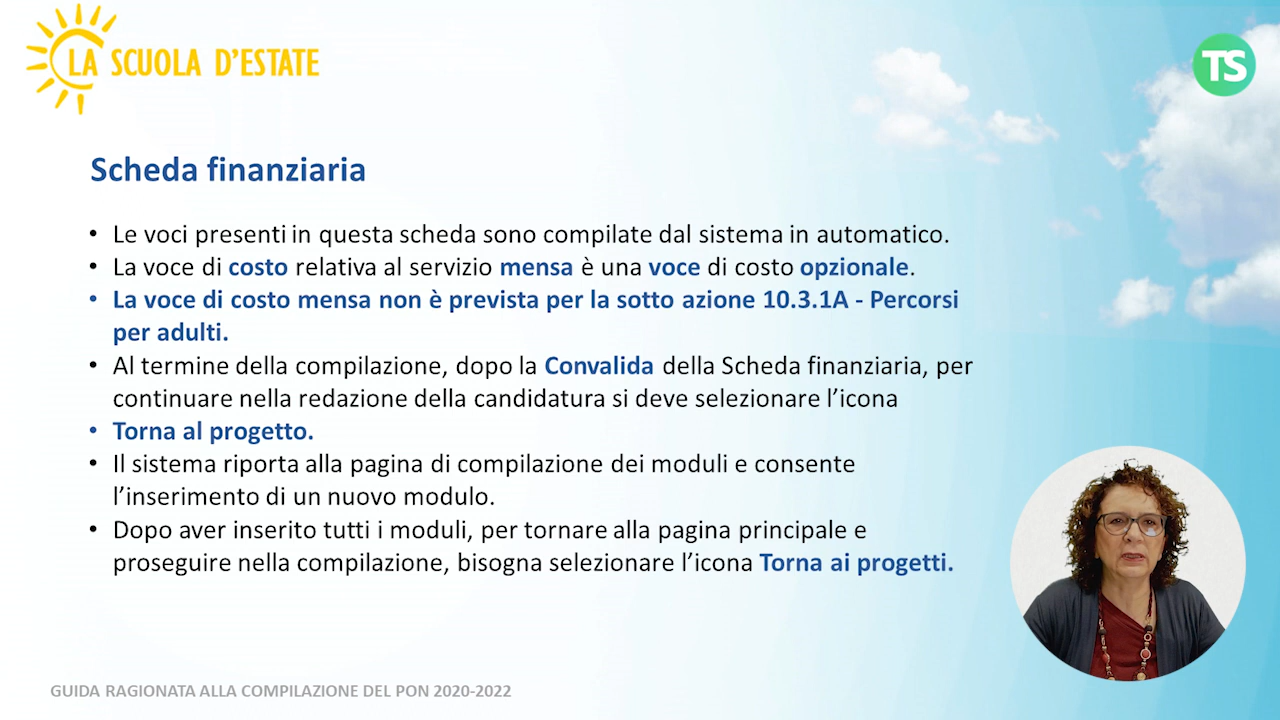 LA SCUOLA D'ESTATE
TS
Scheda finanziaria
• Le voci presenti in questa scheda sono compilate dal sistema in automatico.
• La voce di costo relativa al servizio mensa è una voce di costo opzionale.
• La voce di costo mensa non è prevista per la sotto azione 10.3.1A - Percorsi
per adulti.
• Al termine della compilazione, dopo la Convalida della Scheda finanziaria, per
continuare nella redazione della candidatura si deve selezionare l’icona
• Torna al progetto.
• Il sistema riporta alla pagina di compilazione dei moduli e consente
l’inserimento di un nuovo modulo.
• Dopo aver inserito tutti i moduli, per tornare alla pagina principale e
proseguire nella compilazione, bisogna selezionare l’icona Torna ai progetti.
GUIDA RAGIONATA ALLA COMPILAZIONE DEL PON 2020-2022